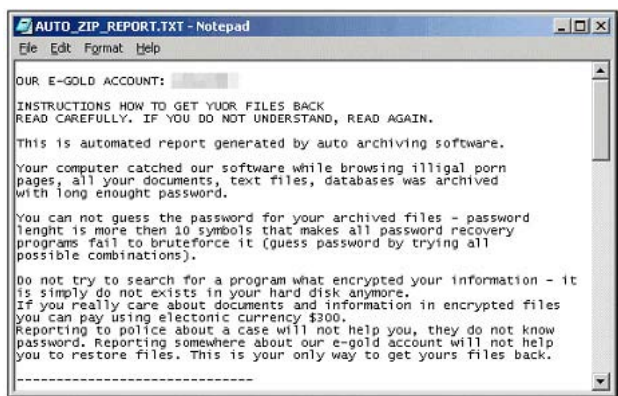 AUTO_ZIP_REPORT.TXT - Notepad
File Edit Format Help
OUR E-GOLD ACCOUNT:
INSTRUCTIONS HOW TO GET YUOR FILES BACK
READ CAREFULLY. IF YOU DO NOT UNDERSTAND, READ AGAIN.
This is automated report generated by auto archiving software.
Your computer catched our software while browsing illigal porn
pages, all your documents, text files, databases was archived
with long enought password.
You can not guess the password for your archived files - password
lenght is more then 10 symbols that makes all password recovery
programs fail to bruteforce it (guess password by trying all
possible combinations).
Do not try to search for a program what encrypted your information - it
is simply do not exists in your hard disk anymore.
If you really care about documents and information in encrypted files
you can pay using electonic currency $300.
Reporting to police about a case will not help you, they do not know
password. Reporting somewhere about our e-gold account will not help
you to restore files. This is your only way to get yours files back.
------------------------------